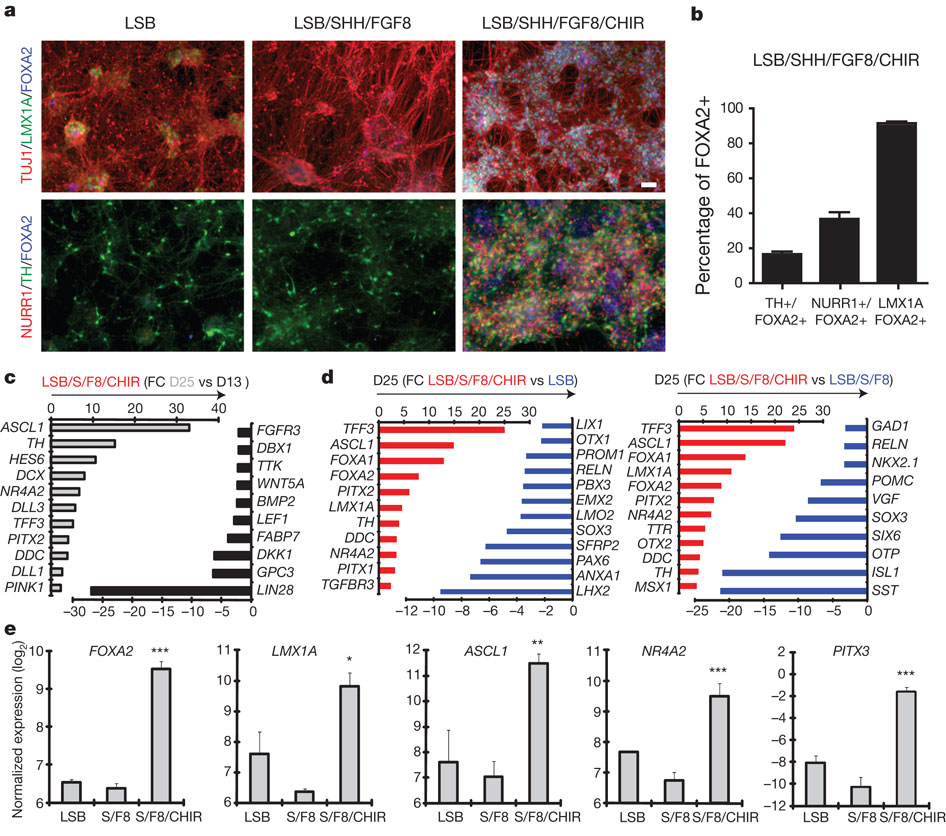 a
LSB
LSB/SHH/FGF8
LSB/SHH/FGF8/CHIR
TUJ1/LMX1A/FOXA2
NURR1/TH/FOXA2
b
LSB/SHH/FGF8/CHIR
Percentage of FOXA2+
100
80
60
40
20
0
TH+/
FOXA2+
NURR1+/
FOXA2+
LMX1A
FOXA2+
c
LSB/S/F8/CHIR (FC D25 vs D13 )
0 10 20 30 40
ASCL1
TH
HES6
DCX
NR4A2
DLL3
TFF3
PITX2
DDC
DLL1
PINK1
FGFR3
DBX1
TTK
WNT5A
BMP2
LEF1
FABP7
DKK1
GPC3
LIN28
−30 −20 −10 −5 0
d
D25 (FC LSB/S/F8/CHIR vs LSB)
0 5 10 15 20 25 30
TFF3
ASCL1
FOXA1
FOXA2
PITX2
LMX1A
TH
DDC
NR4A2
PITX1
TGFBR3
LIX1
OTX1
PROM1
RELN
PBX3
EMX2
LMO2
SOX3
SFRP2
PAX6
ANXA1
LHX2
−12 −10 −8 −6 −4 −2 0
D25 (FC LSB/S/F8/CHIR vs LSB/S/F8)
0 5 10 15 20 25 30
TFF3
ASCL1
FOXA1
LMX1A
FOXA2
PITX2
NR4A2
TTR
OTX2
DDC
TH
MSX1
GAD1
RELN
NKX2.1
POMC
VGF
SOX3
SIX6
OTP
ISL1
SST
−25 −20 −15 −10 −5 0
e
Normalized expression (log2)
FOXA2
***
10
9
8
7
6
LSB S/F8 S/F8/CHIR
LMX1A
*
11
10
9
8
7
6
LSB S/F8 S/F8/CHIR
ASCL1
**
12
11
10
9
8
7
6
LSB S/F8 S/F8/CHIR
NR4A2
***
11
10
9
8
7
6
LSB S/F8 S/F8/CHIR
PITX3
***
2
0
−2
−4
−6
−8
−10
−12
LSB S/F8 S/F8/CHIR